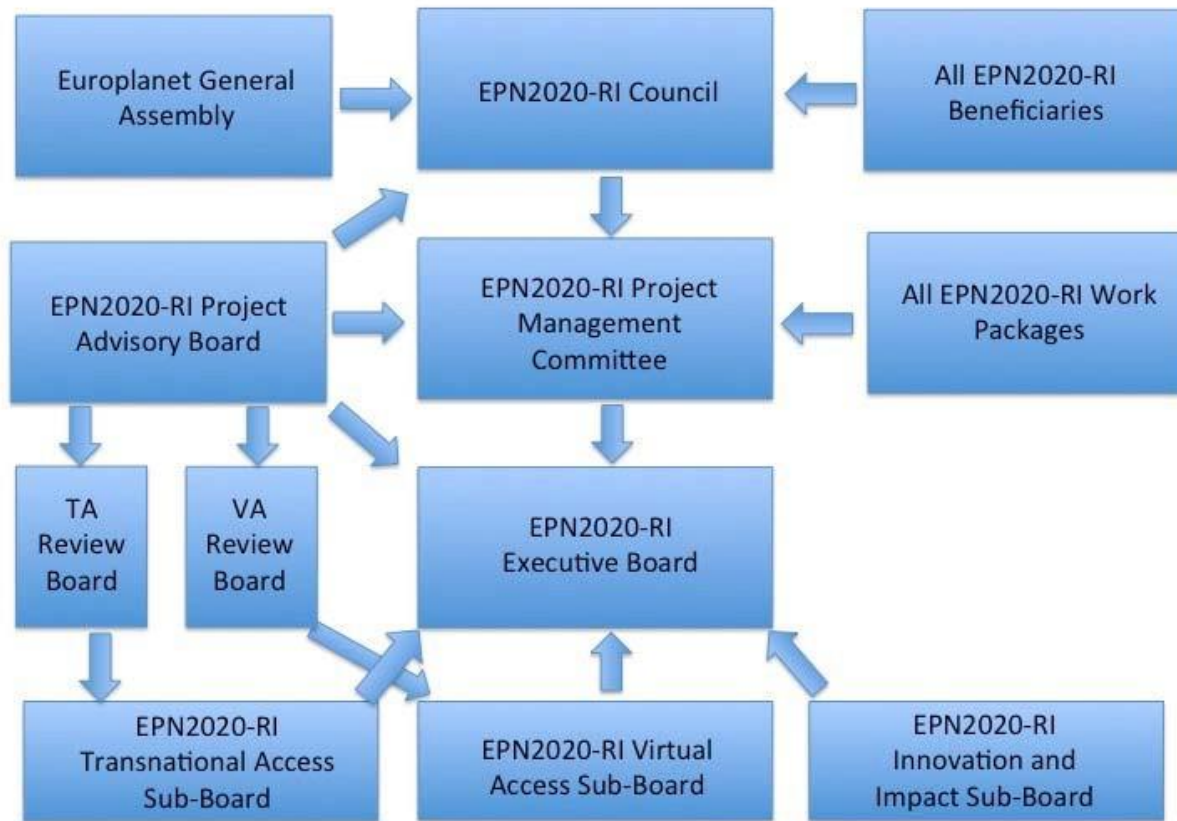 Europlanet General
Assembly
EPN2020-RI Council
All EPN2020-RI
Beneficiaries
EPN2020-RI Project
Advisory Board
EPN2020-RI Project
Management
Committee
All EPN2020-RI Work
Packages
TA
Review
Board
VA
Review
Board
EPN2020-RI
Executive Board
EPN2020-RI
Transnational Access
Sub-Board
EPN2020-RI Virtual
Access Sub-Board
EPN2020-RI
Innovation and
Impact Sub-Board